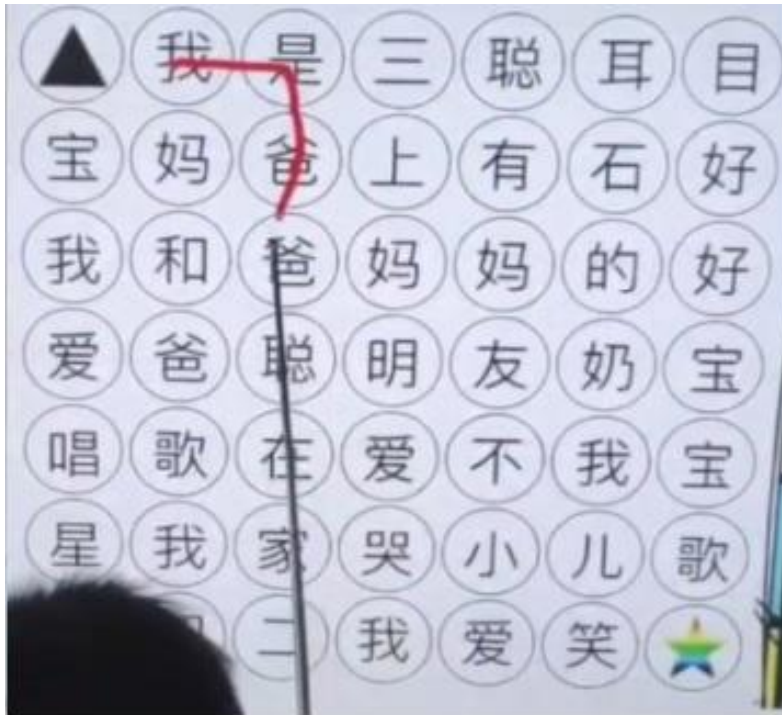 我是三聪耳目
宝妈爸上有石好
我和爸妈妈的好
爱爸聪明友奶宝
唱歌在爱不我宝
星我家哭小儿歌
二我爱笑